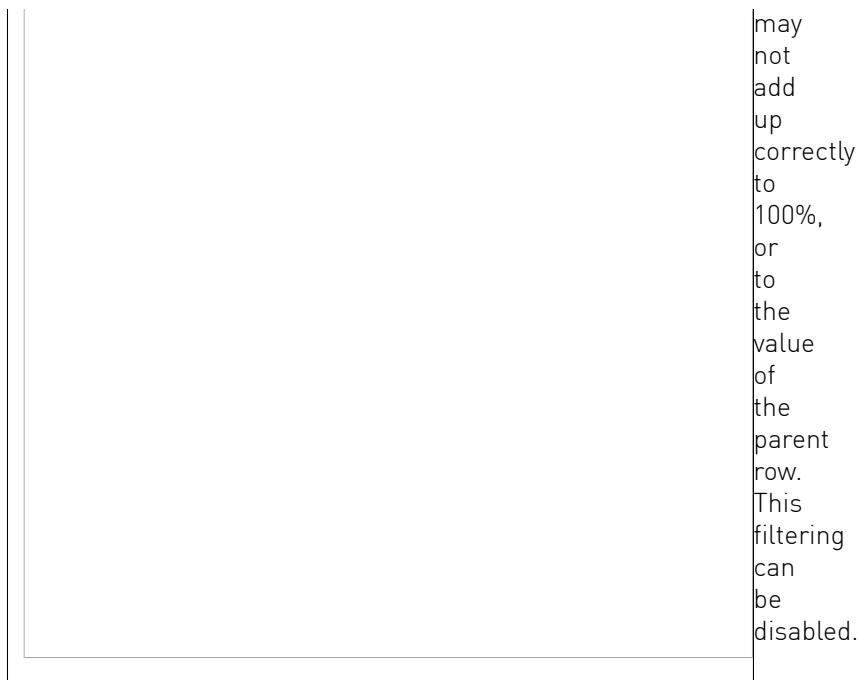 may
not
add
up
correctly
to
100%,
or
to
the
value
of
the
parent
row.
This
filtering
can
be
disabled.